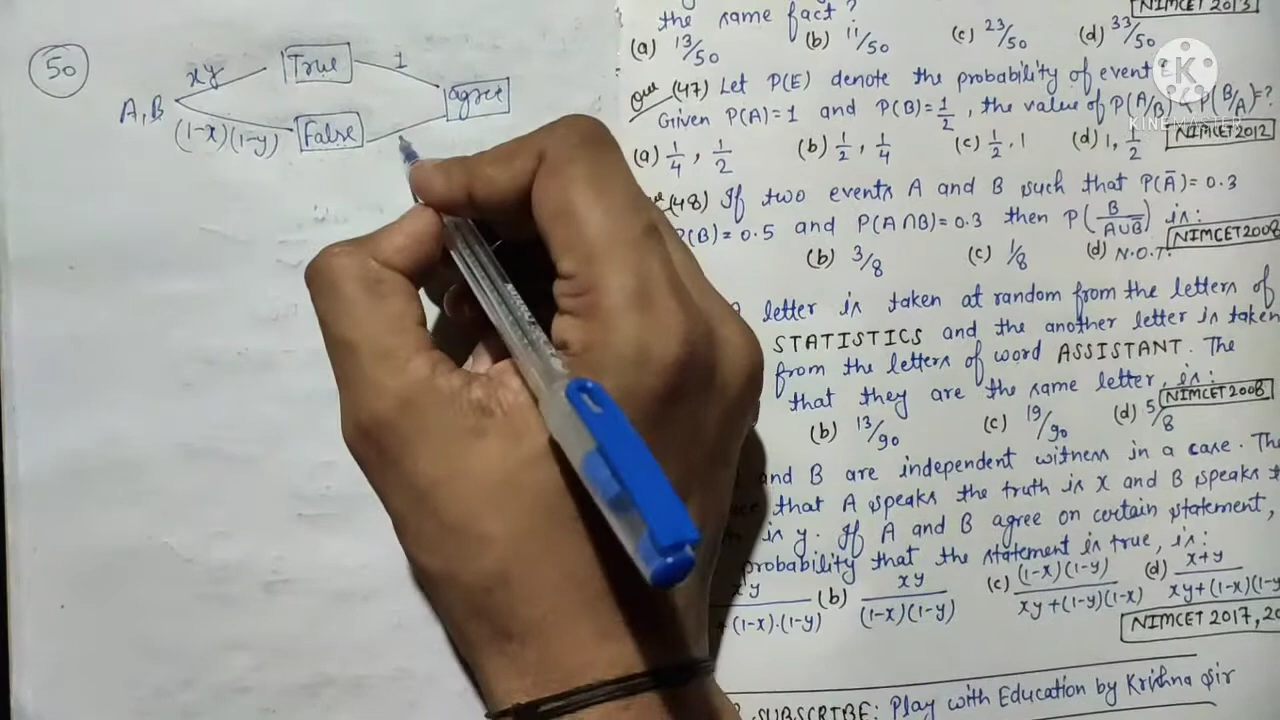 50
xy True 1
A,B agree
(1-x)(1-y) False
the same fact? NIMCET 2013
(a) 13/50 (b) 11/50 (c) 23/50 (d) 33/50
Que (47) Let P(E) denote the probability of event E.
Given P(A)=1 and P(B)=1/2, the value of P(A/B) P(B/A)=?
(a) 1/4, 1/2 (b) 1/2, 1/4 (c) 1/2, 1 (d) 1, 1/2 NIMCET 2012
(48) If two events A and B such that P(Ā)=0.3
P(B)=0.5 and P(A∩B)=0.3 then P(B/A∪B̄) is:
(b) 3/8 (c) 1/8 (d) N.O.T. NIMCET 2008
letter is taken at random from the letters of
STATISTICS and the another letter is taken
from the letters of word ASSISTANT. The
that they are the same letter, is:
(b) 13/90 (c) 19/90 (d) 5/8 NIMCET 2008
and B are independent witness in a case. The
that A speaks the truth is x and B speaks
is y. If A and B agree on certain statement,
probability that the statement is true, is:
xy/+(1-x).(1-y) (b) xy/(1-x)(1-y) (c) (1-x)(1-y)/xy+(1-y)(1-x) (d) x+y/xy+(1-x)(1-y
NIMCET 2017, 20
SUBSCRIBE: Play with Education by Krishna Sir
K
KINEMASTER